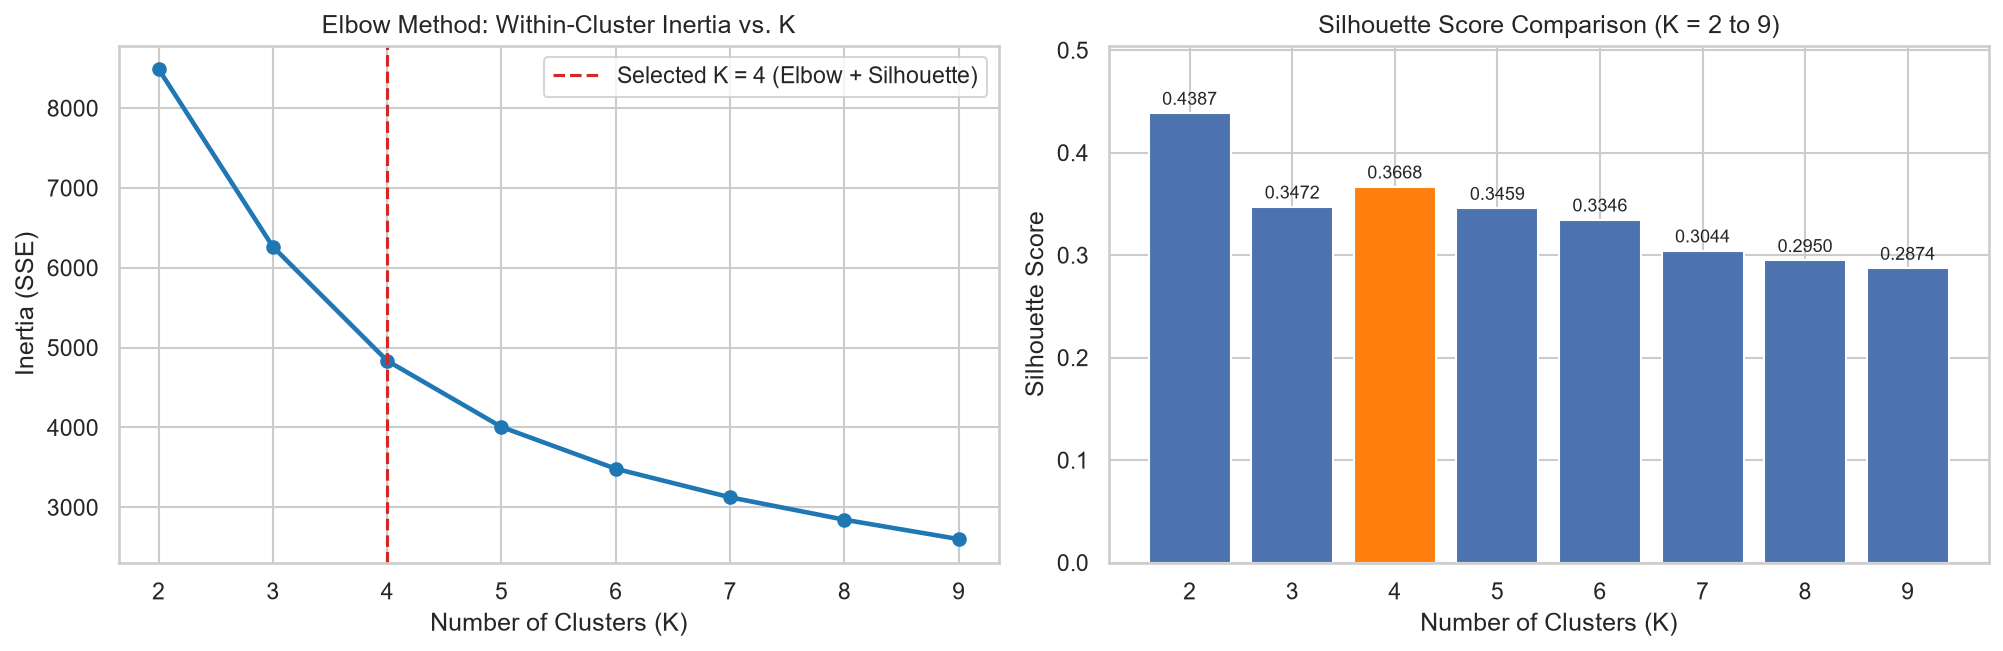 Elbow Method: Within-Cluster Inertia vs. K
Selected K = 4 (Elbow + Silhouette)
Inertia (SSE)
8000
7000
6000
5000
4000
3000
2 3 4 5 6 7 8 9
Number of Clusters (K)
Silhouette Score Comparison (K = 2 to 9)
Silhouette Score
0.5
0.4
0.3
0.2
0.1
0.0
0.4387
0.3472
0.3668
0.3459
0.3346
0.3044
0.2950
0.2874
2 3 4 5 6 7 8 9
Number of Clusters (K)